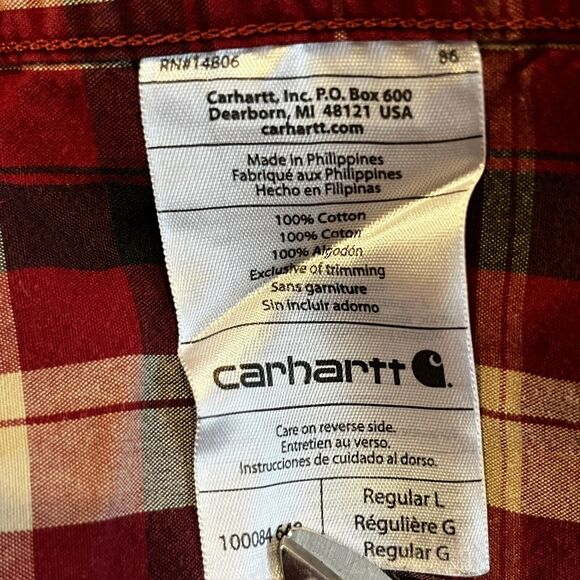 RN#14806 86
Carhartt, Inc. P.O. Box 600
Dearborn, MI 48121 USA
carhartt.com
Made in Philippines
Fabriqué aux Philippines
Hecho en Filipinas
100% Cotton
100% Coton
100% Algodón
Exclusive of trimming
Sans garniture
Sin incluir adorno
carhartt
Care on reverse side.
Entretien au verso.
Instrucciones de cuidado al dorso.
Regular L
Régulière G
Regular G